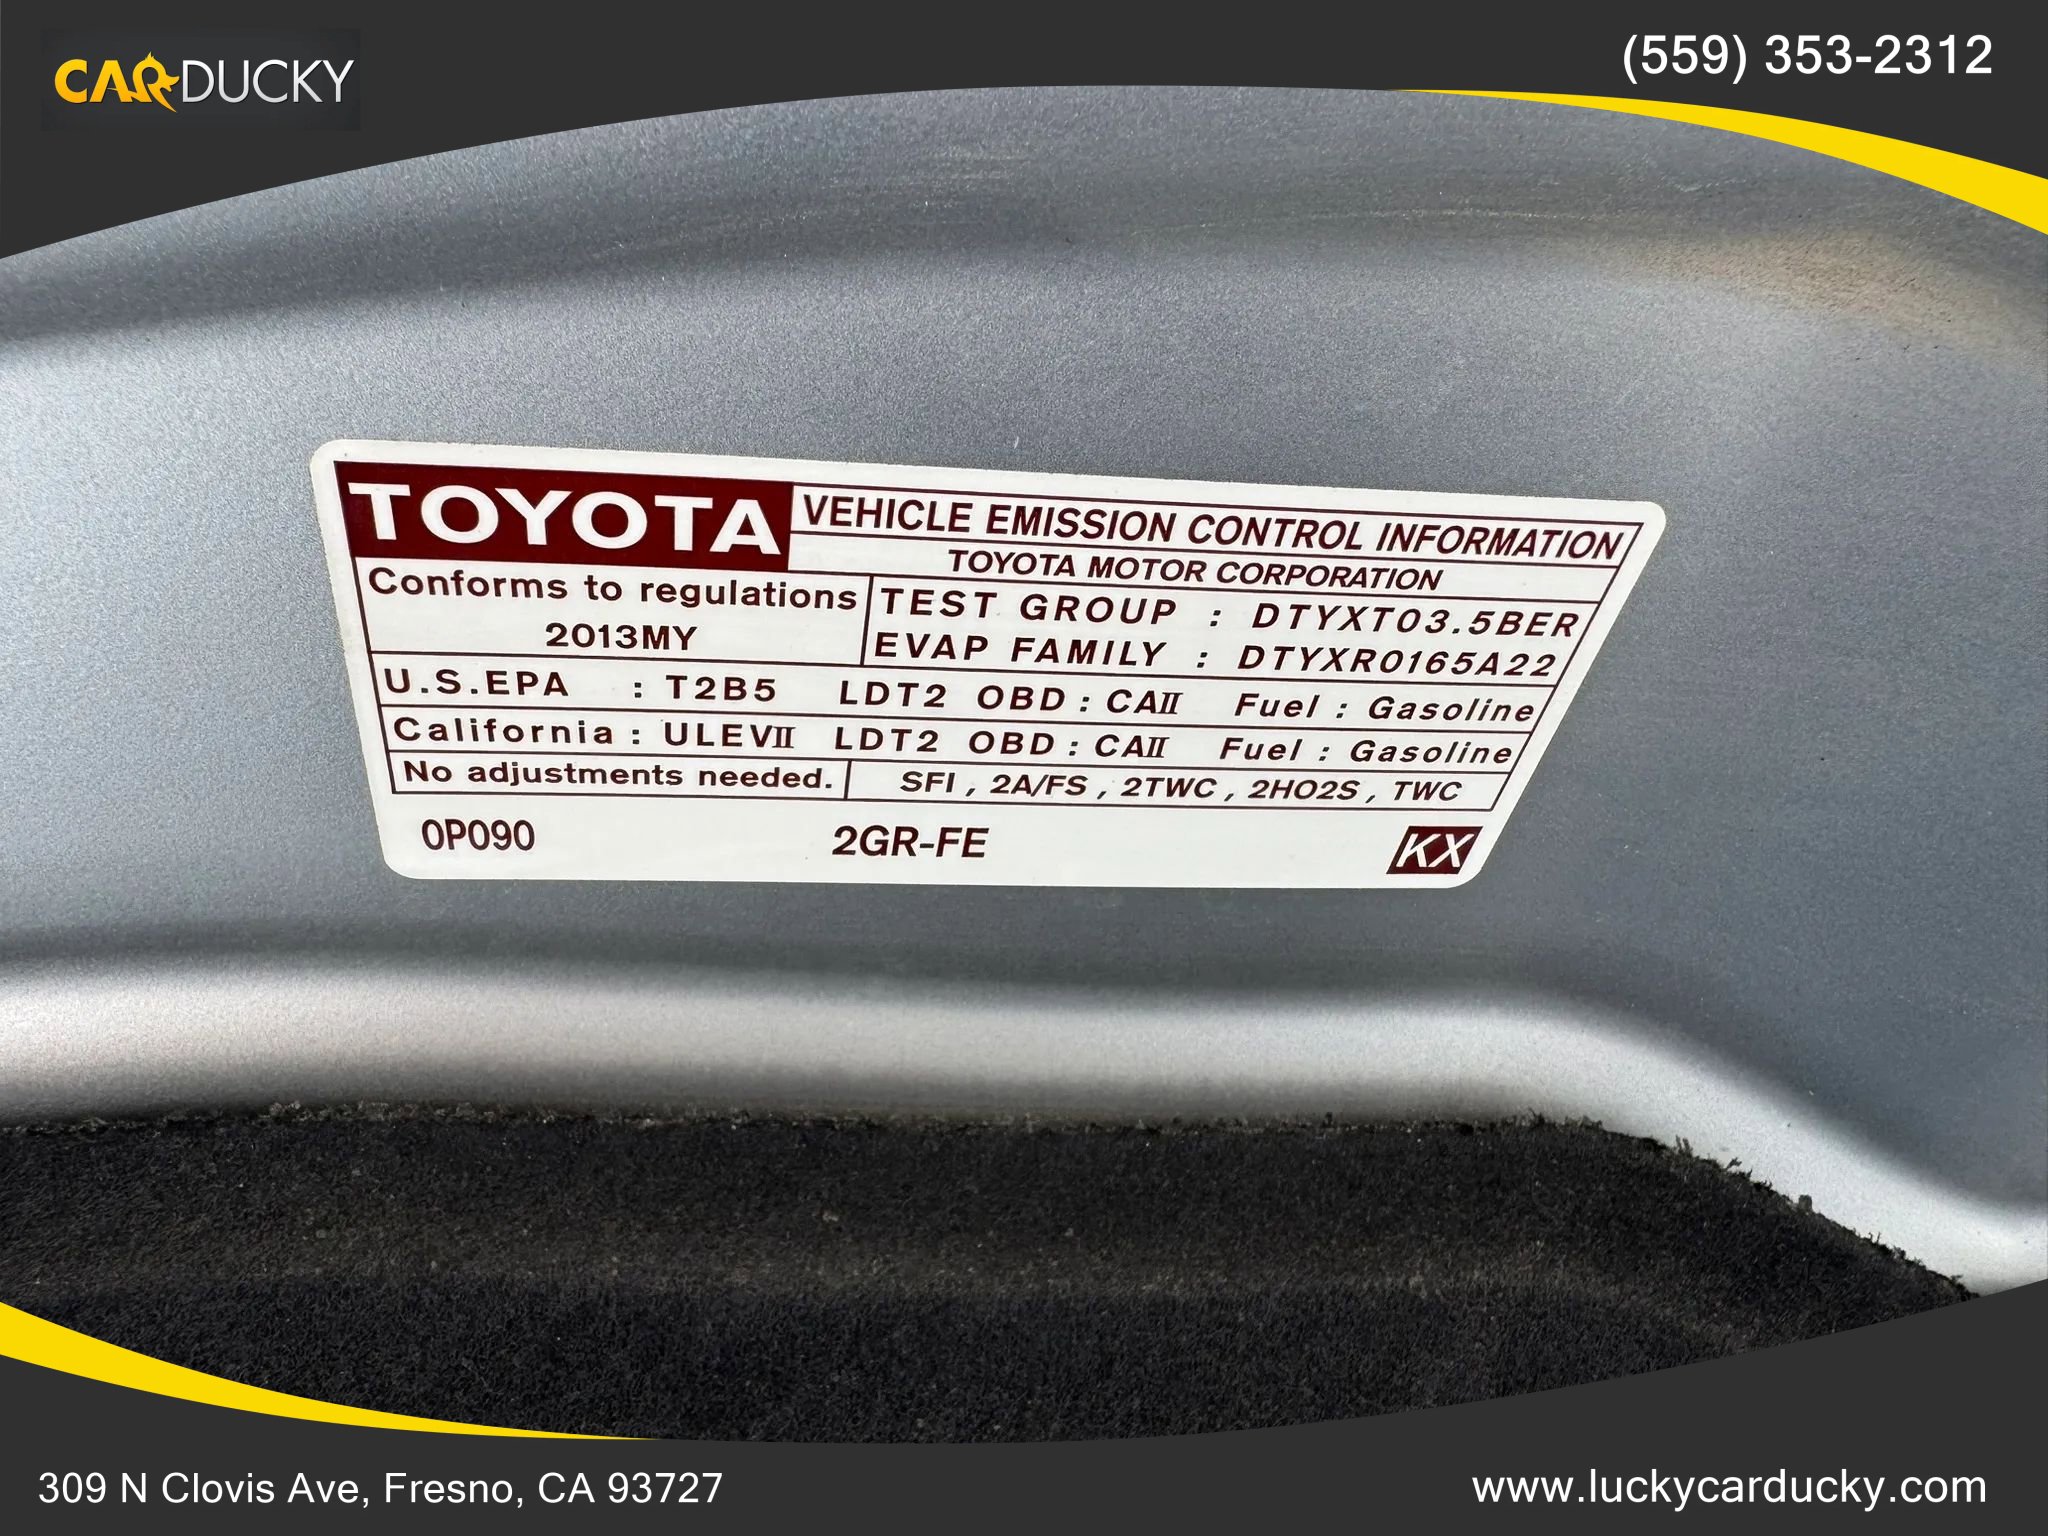 CARDUCKY
(559) 353-2312
TOYOTA
VEHICLE EMISSION CONTROL INFORMATION
TOYOTA MOTOR CORPORATION
Conforms to regulations
2013MY
TEST GROUP : DTYXT03.5BER
EVAP FAMILY : DTYXR0165A22
U.S.EPA : T2B5 LDT2 OBD : CAII Fuel : Gasoline
California : ULEVII LDT2 OBD : CAII Fuel : Gasoline
No adjustments needed.
SFI , 2A/FS , 2TWC , 2HO2S , TWC
0P090
2GR-FE
KX
309 N Clovis Ave, Fresno, CA 93727
www.luckycarducky.com